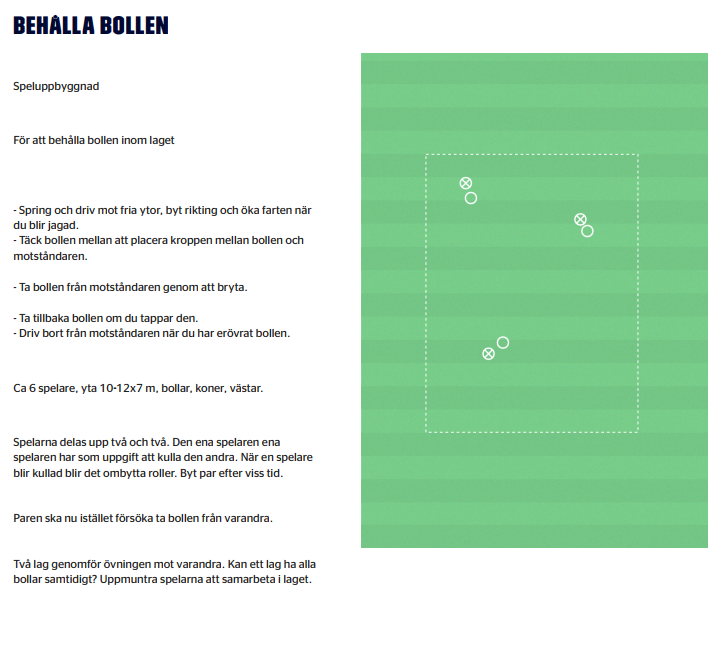 BEHÅLLA BOLLEN
Speluppbyggnad
För att behålla bollen inom laget
- Spring och driv mot fria ytor, byt rikting och öka farten när
du blir jagad.
- Täck bollen mellan att placera kroppen mellan bollen och
motståndaren.
- Ta bollen från motståndaren genom att bryta.
- Ta tillbaka bollen om du tappar den.
- Driv bort från motståndaren när du har erövrat bollen.
Ca 6 spelare, yta 10-12x7 m, bollar, koner, västar.
Spelarna delas upp två och två. Den ena spelaren ena
spelaren har som uppgift att kulla den andra. När en spelare
blir kullad blir det ombytta roller. Byt par efter viss tid.
Paren ska nu istället försöka ta bollen från varandra.
Två lag genomför övningen mot varandra. Kan ett lag ha alla
bollar samtidigt? Uppmuntra spelarna att samarbeta i laget.